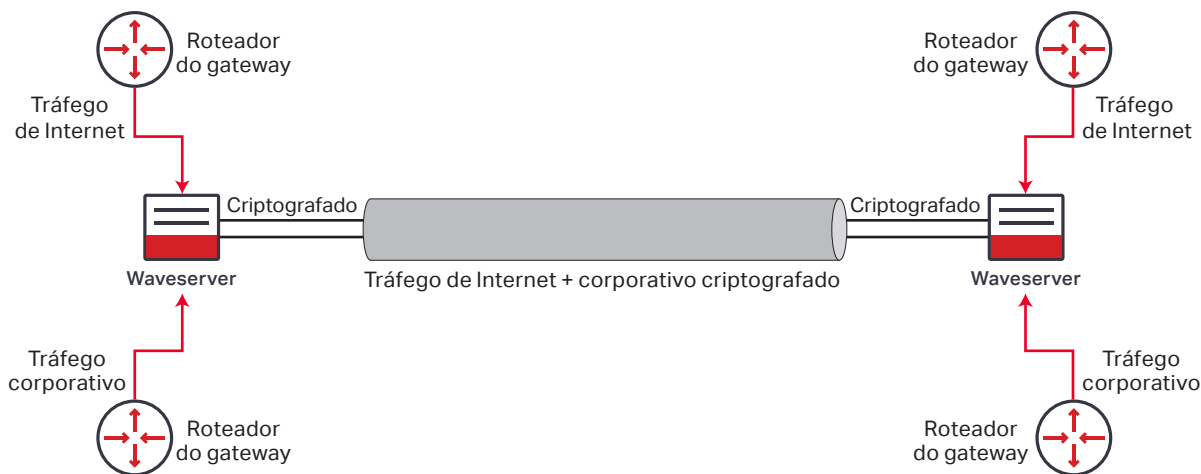 Roteador
do gateway
Roteador
do gateway
Tráfego
de Internet
Tráfego
de Internet
Criptografado
Criptografado
Waveserver
Tráfego de Internet + corporativo criptografado
Waveserver
Tráfego
corporativo
Tráfego
corporativo
Roteador
do gateway
Roteador
do gateway